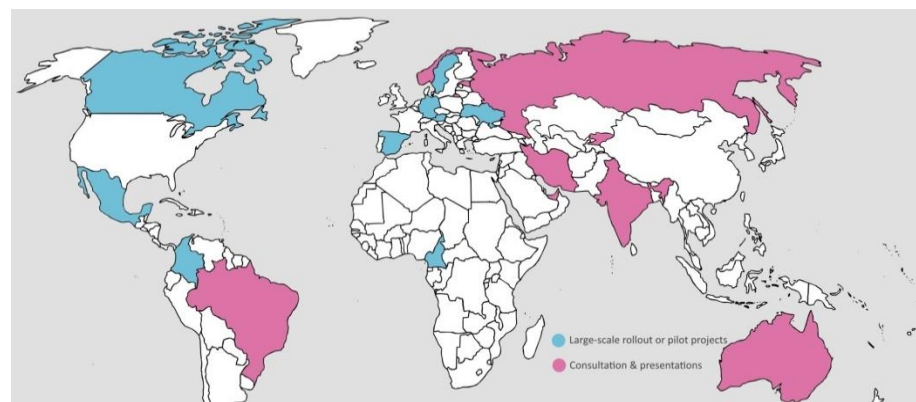 Large-scale rollout or pilot projects
Consultation & presentations